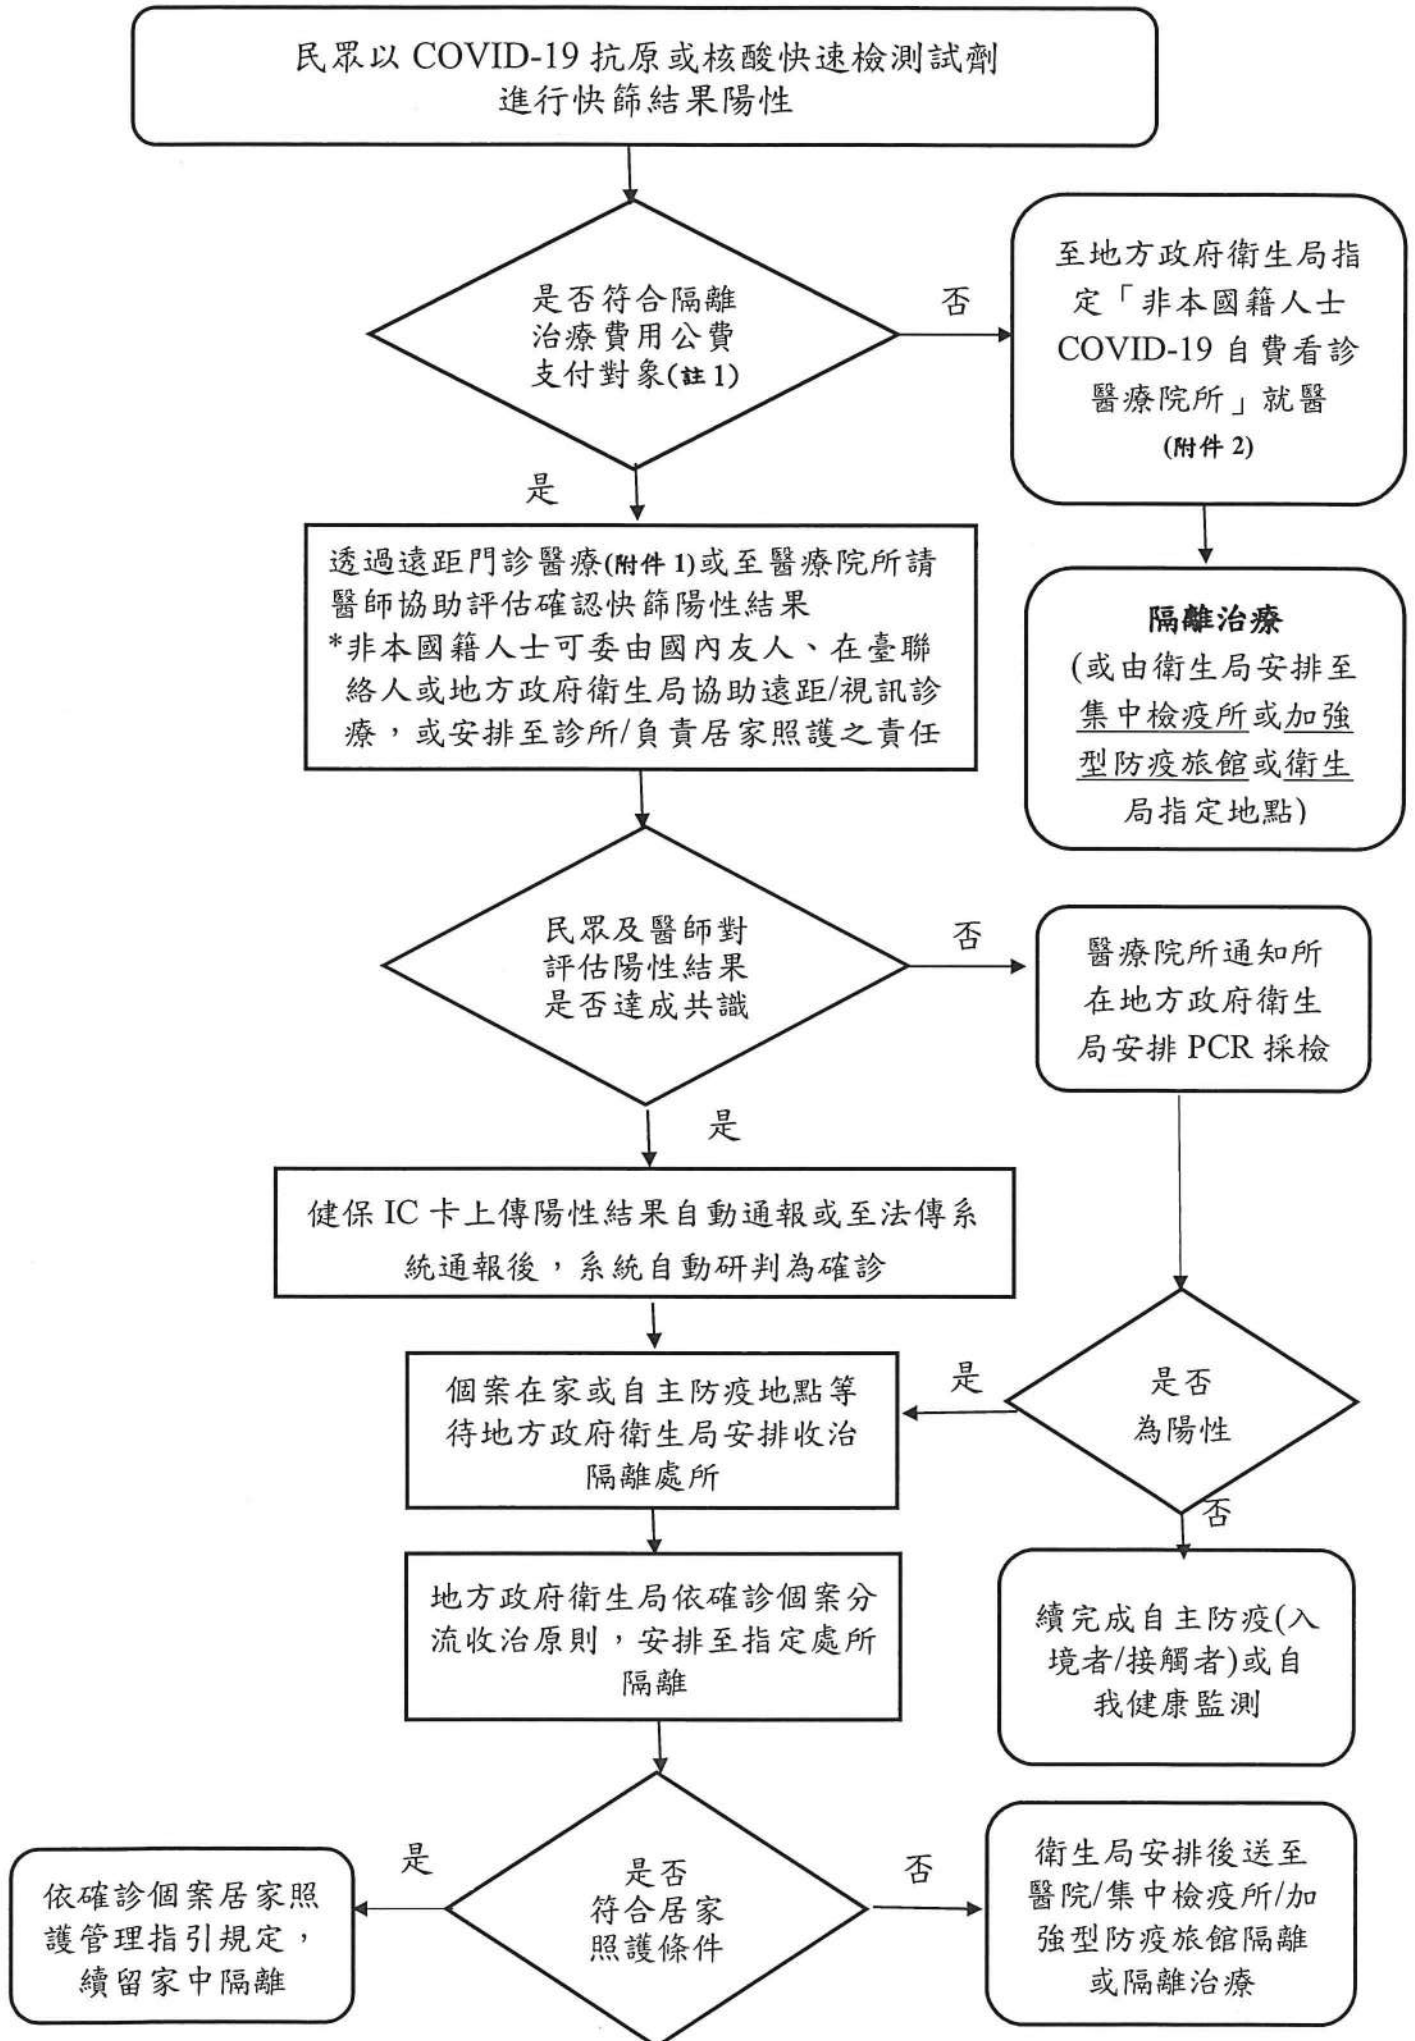 民眾以 COVID-19 抗原或核酸快速檢測試劑
進行快篩結果陽性
是否符合隔離
治療費用公費
支付對象(註 1)
否
至地方政府衛生局指
定「非本國籍人士
COVID-19 自費看診
醫療院所」就醫
(附件 2)
是
透過遠距門診醫療(附件 1)或至醫療院所請
醫師協助評估確認快篩陽性結果
*非本國籍人士可委由國內友人、在臺聯
絡人或地方政府衛生局協助遠距/視訊診
療，或安排至診所/負責居家照護之責任
隔離治療
(或由衛生局安排至
集中檢疫所或加強
型防疫旅館或衛生
局指定地點)
民眾及醫師對
評估陽性結果
是否達成共識
否
醫療院所通知所
在地方政府衛生
局安排 PCR 採檢
是
健保 IC 卡上傳陽性結果自動通報或至法傳系
統通報後，系統自動研判為確診
個案在家或自主防疫地點等
待地方政府衛生局安排收治
隔離處所
是
是否
為陽性
否
地方政府衛生局依確診個案分
流收治原則，安排至指定處所
隔離
續完成自主防疫(入
境者/接觸者)或自
我健康監測
是否
符合居家
照護條件
是
依確診個案居家照
護管理指引規定，
續留家中隔離
否
衛生局安排後送至
醫院/集中檢疫所/加
強型防疫旅館隔離
或隔離治療